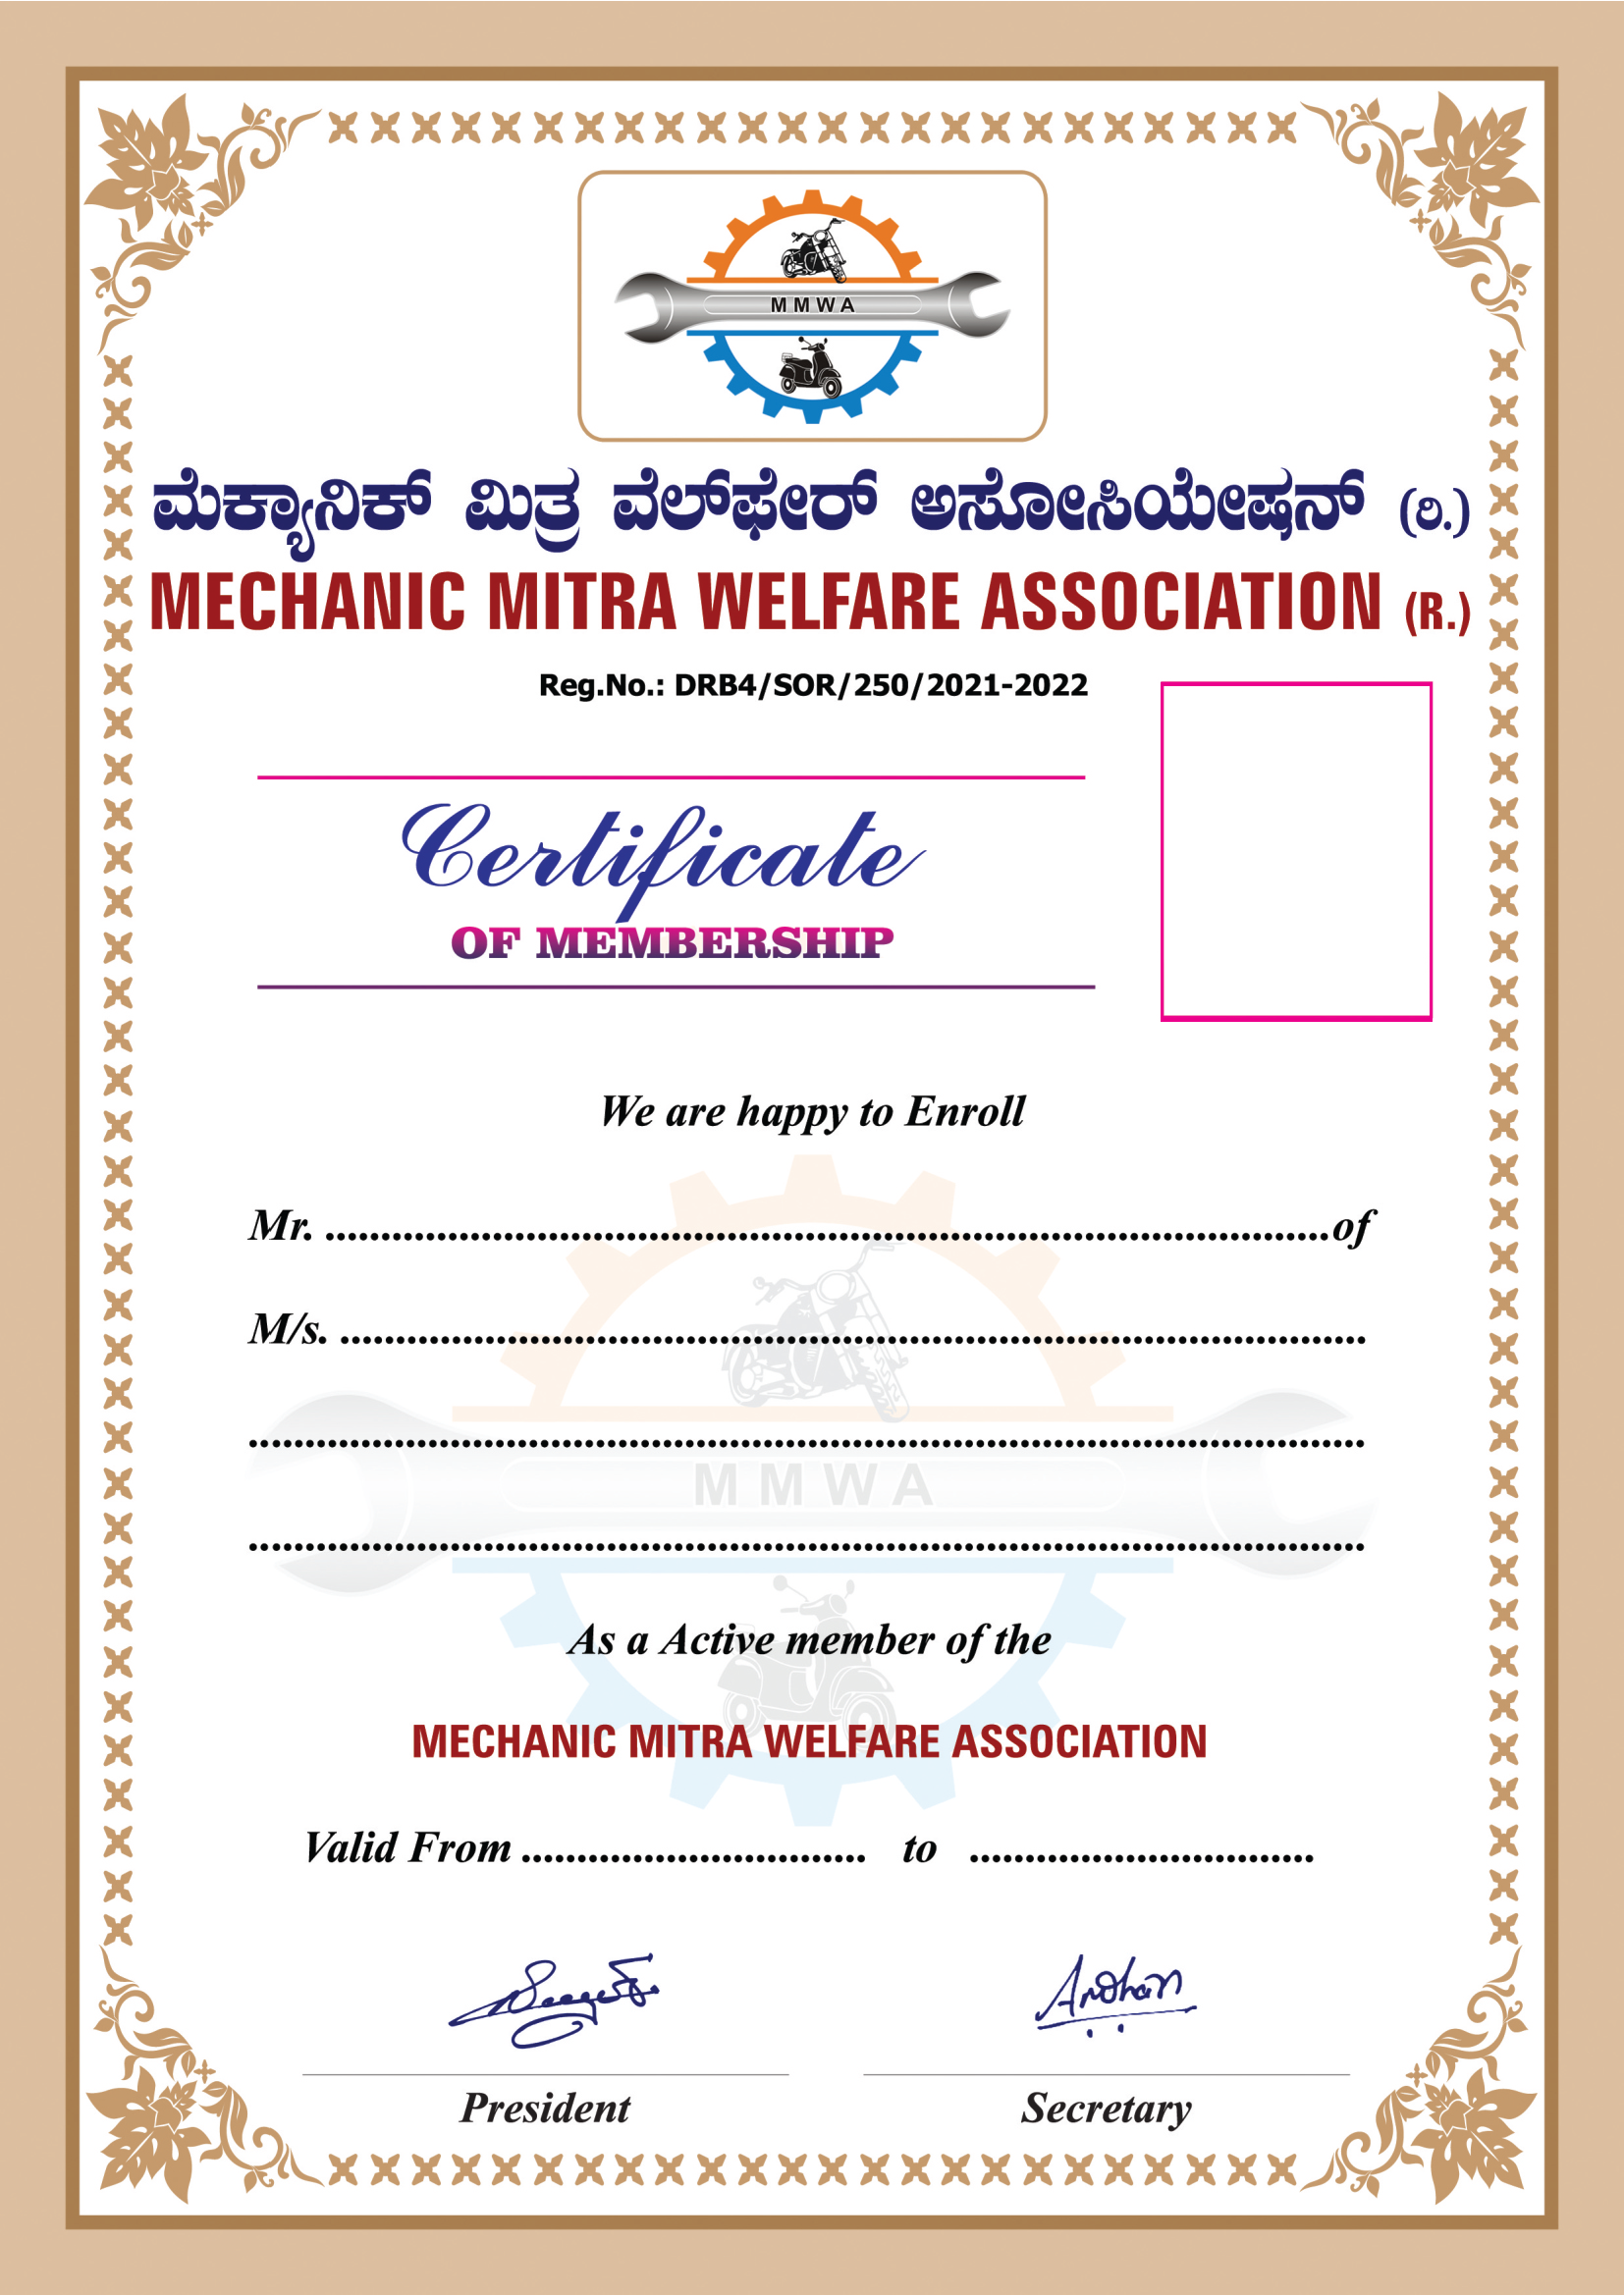 MMWA
ಮೆಕ್ಯಾನಿಕ್ ಮಿತ್ರ ವೆಲ್‌ಫೇರ್ ಅಸೋಸಿಯೇಷನ್ (ರಿ.)
MECHANIC MITRA WELFARE ASSOCIATION (R.)
Reg.No.: DRB4/SOR/250/2021-2022
Certificate
OF MEMBERSHIP
We are happy to Enroll
Mr. ..........................................................................................of
M/s. ............................................................................................
....................................................................................................
MMWA
....................................................................................................
As a Active member of the
MECHANIC MITRA WELFARE ASSOCIATION
Valid From ............................... to ...............................
President Secretary